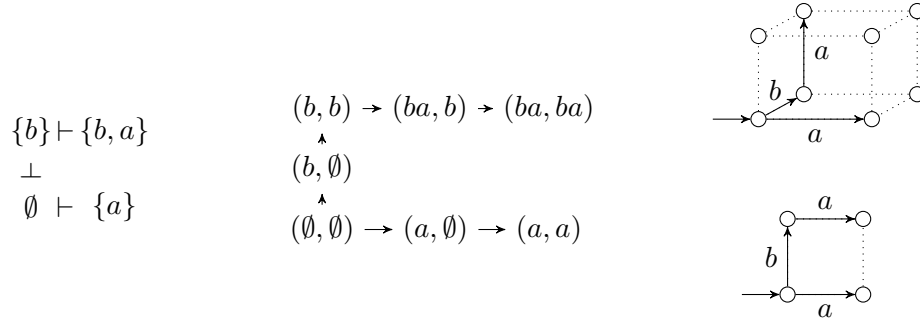 {b} ⊢ {b, a}
⊥
∅ ⊢ {a}
(b, b) → (ba, b) → (ba, ba)
(b, ∅)
(∅, ∅) → (a, ∅) → (a, a)
a
b
a
a
b
a